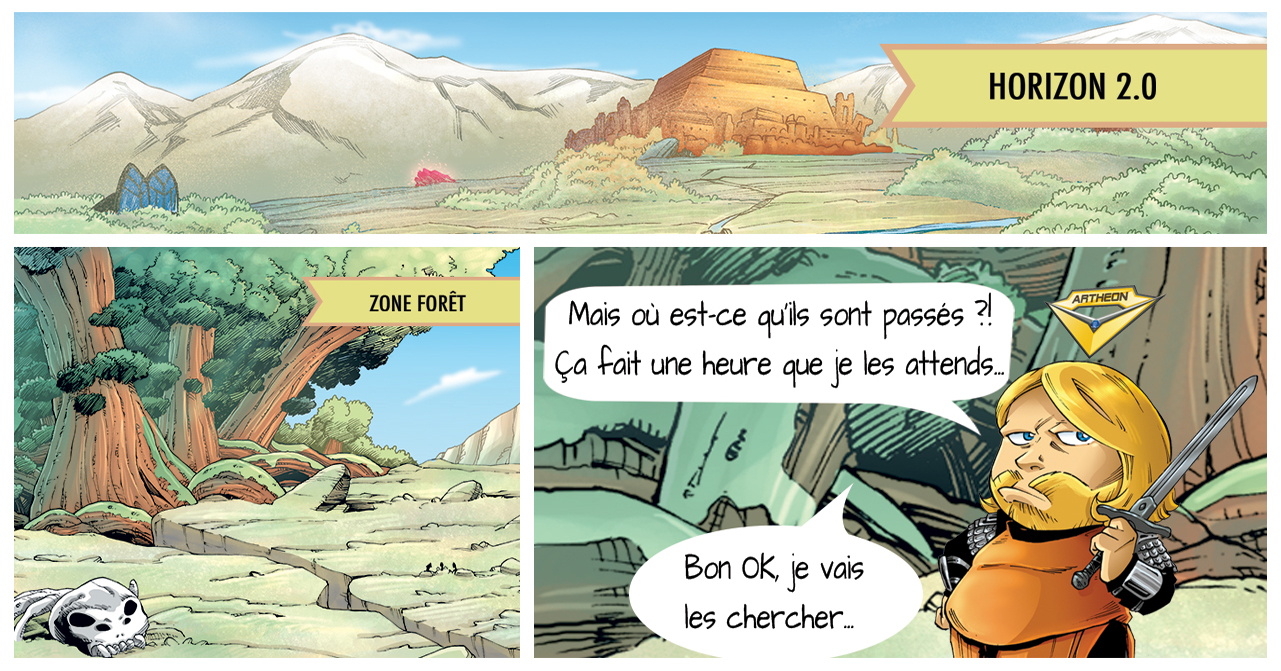 HORIZON 2.0
ZONE FORÊT
Mais où est-ce qu'ils sont passés ?!
Ça fait une heure que je les attends...
ARTHEON
Bon OK, je vais
les chercher...